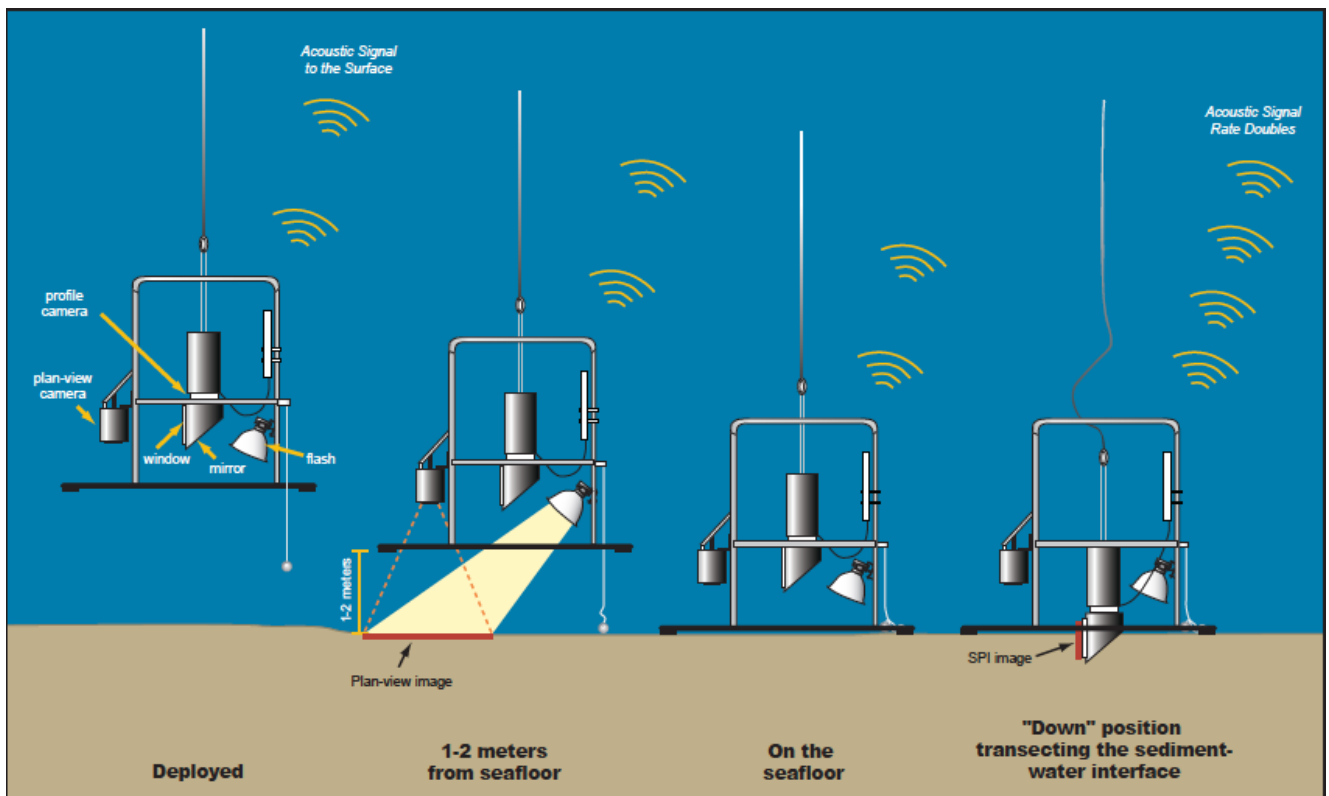 Acoustic Signal
to the Surface
Acoustic Signal
Rate Doubles
profile
camera
plan-view
camera
window
mirror
flash
1-2 meters
Plan-view image
SPI image
Deployed
1-2 meters
from seafloor
On the
seafloor
"Down" position
transecting the sediment-
water interface